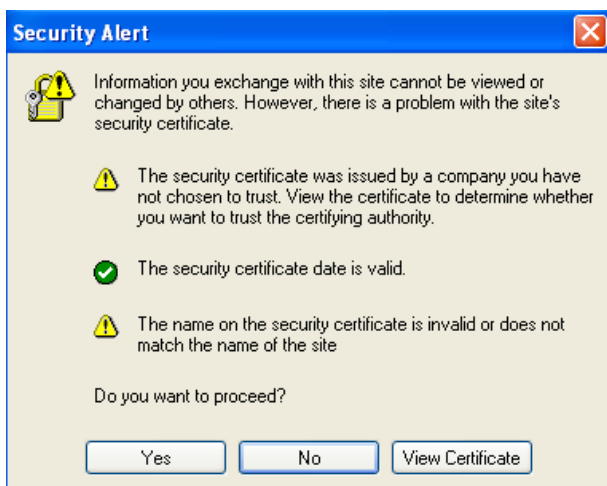 Security Alert
Information you exchange with this site cannot be viewed or
changed by others. However, there is a problem with the site's
security certificate.
The security certificate was issued by a company you have
not chosen to trust. View the certificate to determine whether
you want to trust the certifying authority.
The security certificate date is valid.
The name on the security certificate is invalid or does not
match the name of the site
Do you want to proceed?
Yes
No
View Certificate